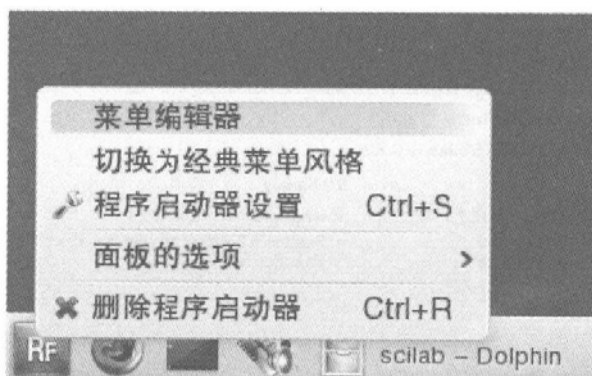 菜单编辑器
切换为经典菜单风格
程序启动器设置 Ctrl+S
面板的选项
删除程序启动器 Ctrl+R
RF scilab – Dolphin